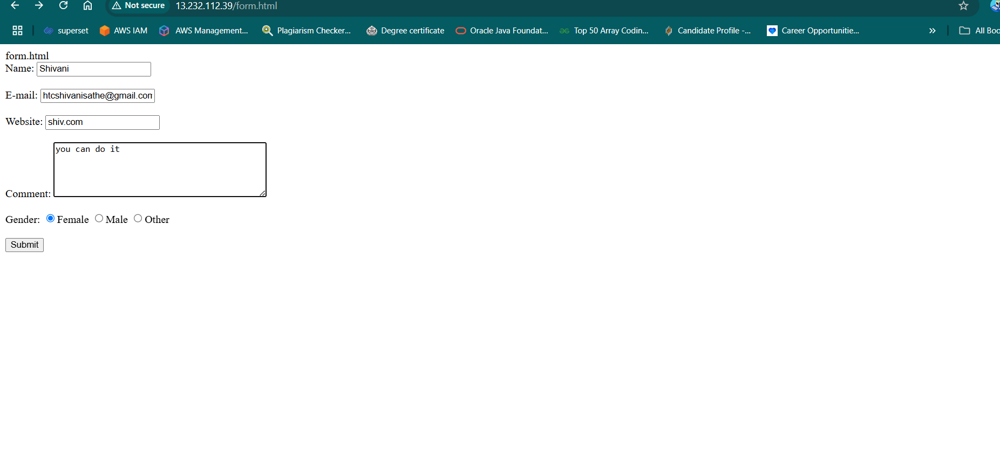 Not secure 13.232.112.39/form.html
superset AWS IAM AWS Management... Plagiarism Checker... Degree certificate Oracle Java Foundat... Top 50 Array Codin... Candidate Profile -... Career Opportunitie... » All Boo
form.html
Name: Shivani
E-mail: htcshivanisathe@gmail.com
Website: shiv.com
you can do it
Comment:
Gender: Female Male Other
Submit